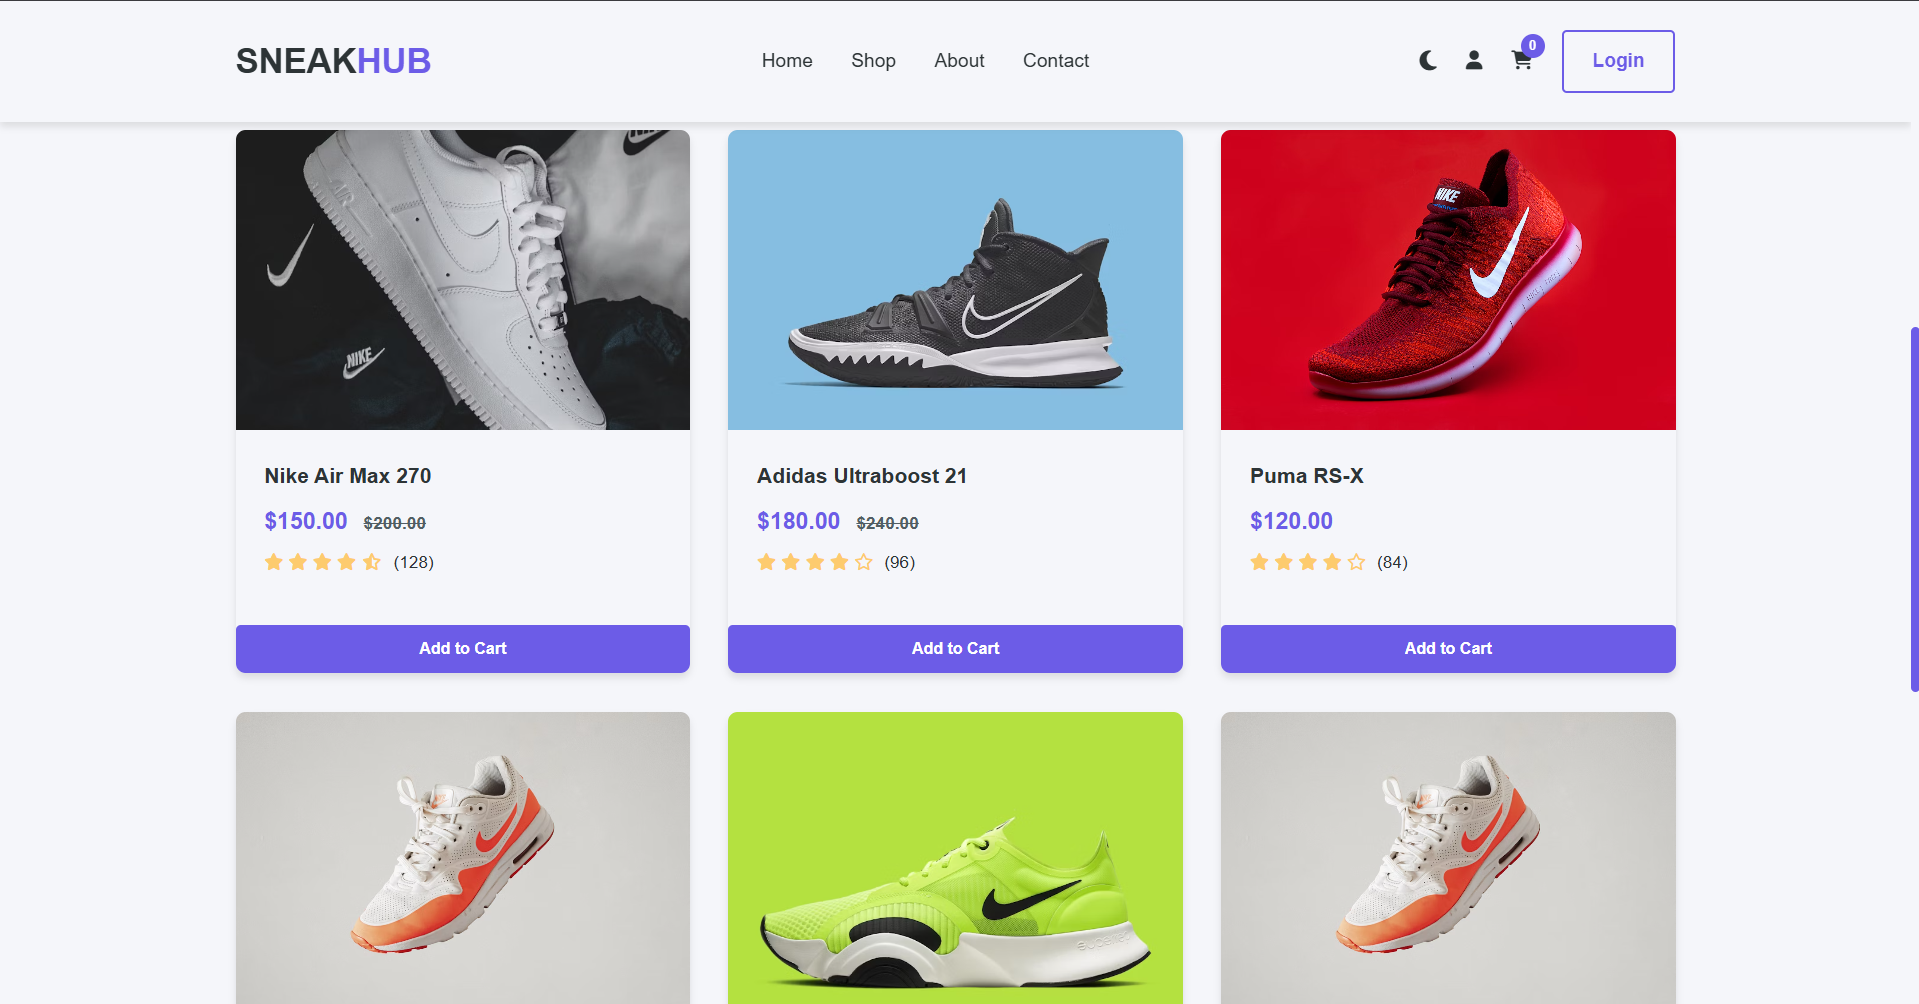 SNEAKHUB
Home Shop About Contact
0
Login
AIR
NIKE
NIKE
Nike Air Max 270
$150.00 $200.00
(128)
Add to Cart
Adidas Ultraboost 21
$180.00 $240.00
(96)
Add to Cart
Puma RS-X
$120.00
(84)
Add to Cart